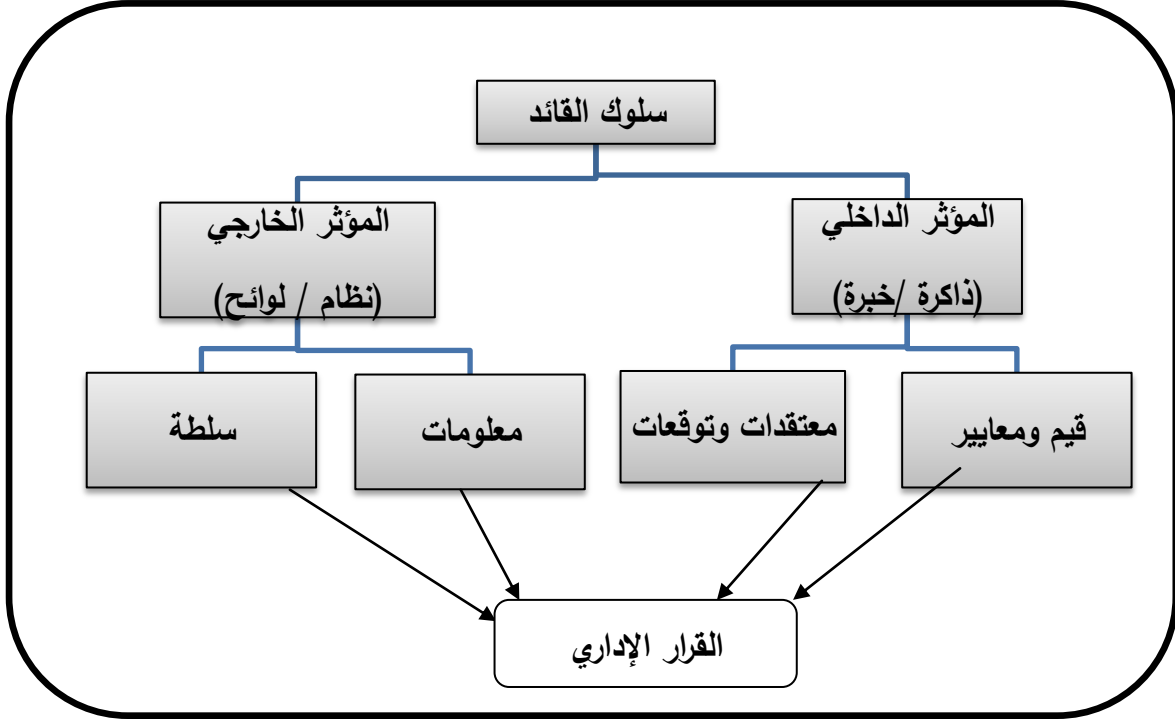 سلوك القائد
المؤثر الداخلي
(ذاكرة /خبرة)
المؤثر الخارجي
(نظام / لوائح)
قيم ومعايير
معتقدات وتوقعات
معلومات
سلطة
القرار الإداري